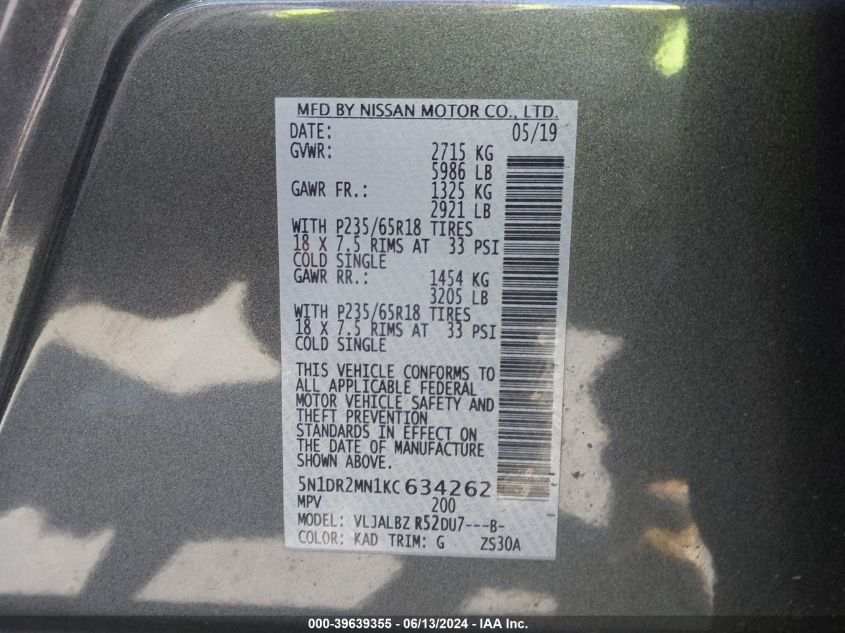 MFD BY NISSAN MOTOR CO., LTD.
DATE: 05/19
GVWR: 2715 KG
5986 LB
GAWR FR.: 1325 KG
2921 LB
WITH P235/65R18 TIRES
18 X 7.5 RIMS AT 33 PSI
COLD SINGLE
GAWR RR.: 1454 KG
3205 LB
WITH P235/65R18 TIRES
18 X 7.5 RIMS AT 33 PSI
COLD SINGLE
THIS VEHICLE CONFORMS TO
ALL APPLICABLE FEDERAL
MOTOR VEHICLE SAFETY AND
THEFT PREVENTION
STANDARDS IN EFFECT ON
THE DATE OF MANUFACTURE
SHOWN ABOVE.
5N1DR2MN1KC634262
MPV 200
MODEL: VLJALBZ R52DU7---B-
COLOR: KAD TRIM: G ZS30A
000-39639355 - 06/13/2024 - IAA Inc.